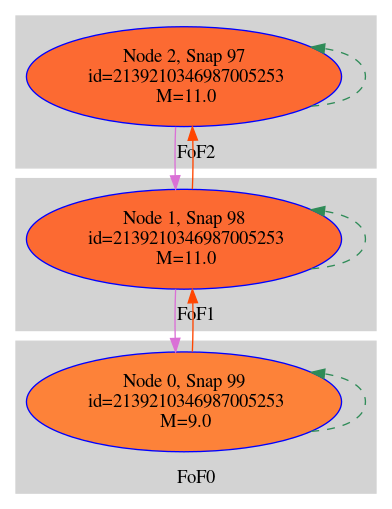 Node 2, Snap 97
id=2139210346987005253
M=11.0
FoF2
Node 1, Snap 98
id=2139210346987005253
M=11.0
FoF1
Node 0, Snap 99
id=2139210346987005253
M=9.0
FoF0